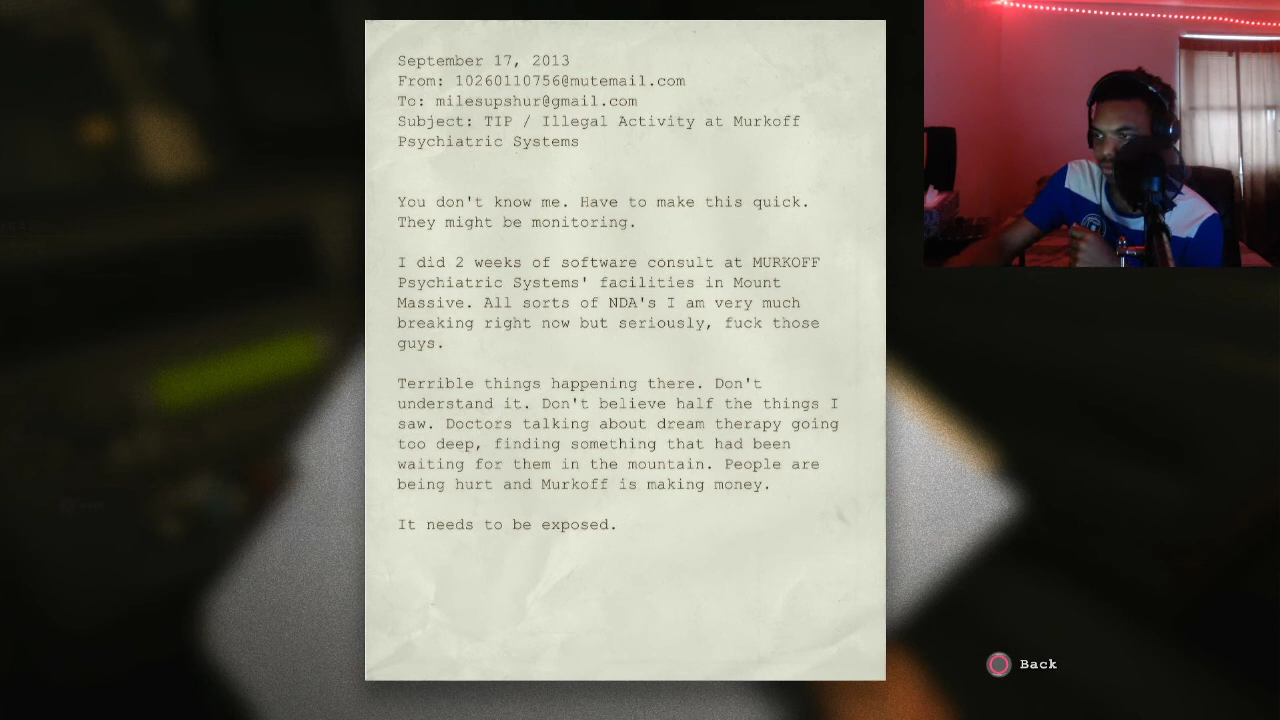 September 17, 2013
From: 10260110756@mutemail.com
To: milesupshur@gmail.com
Subject: TIP / Illegal Activity at Murkoff
Psychiatric Systems
You don't know me. Have to make this quick.
They might be monitoring.
I did 2 weeks of software consult at MURKOFF
Psychiatric Systems' facilities in Mount
Massive. All sorts of NDA's I am very much
breaking right now but seriously, fuck those
guys.
Terrible things happening there. Don't
understand it. Don't believe half the things I
saw. Doctors talking about dream therapy going
too deep, finding something that had been
waiting for them in the mountain. People are
being hurt and Murkoff is making money.
It needs to be exposed.
Back